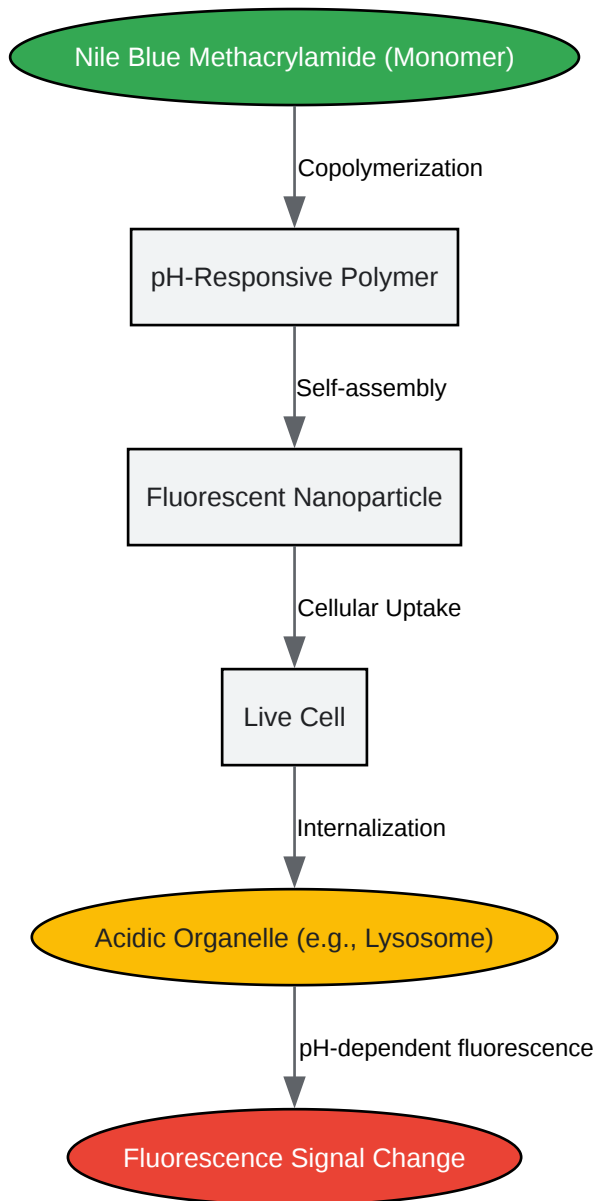 Nile Blue Methacrylamide (Monomer)
Copolymerization
pH-Responsive Polymer
Self-assembly
Fluorescent Nanoparticle
Cellular Uptake
Live Cell
Internalization
Acidic Organelle (e.g., Lysosome)
pH-dependent fluorescence
Fluorescence Signal Change